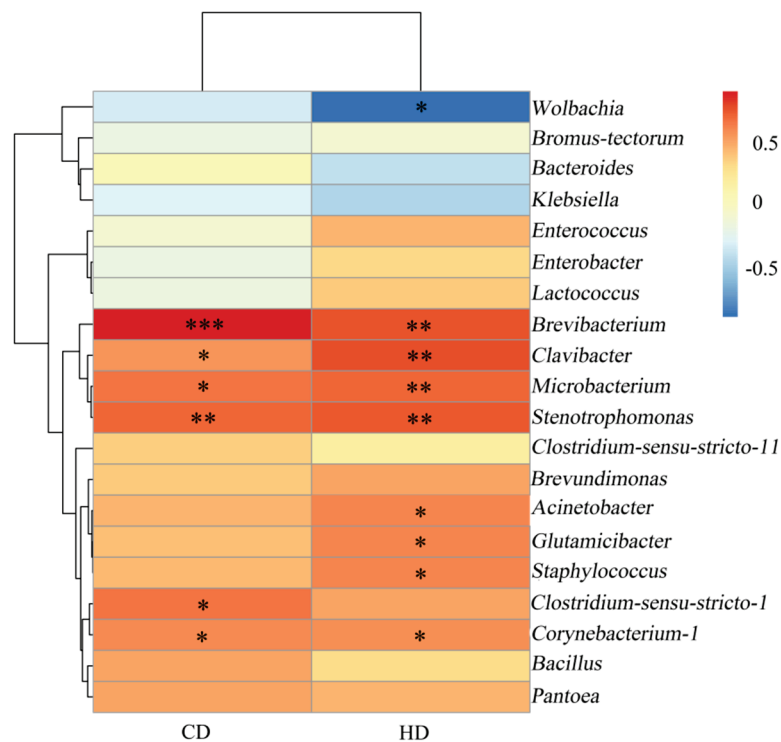 * Wolbachia
Bromus-tectorum
Bacteroides
Klebsiella
Enterococcus
Enterobacter
Lactococcus
*** ** Brevibacterium
* ** Clavibacter
* ** Microbacterium
** ** Stenotrophomonas
Clostridium-sensu-stricto-11
Brevundimonas
* Acinetobacter
* Glutamicibacter
* Staphylococcus
* Clostridium-sensu-stricto-1
* * Corynebacterium-1
Bacillus
Pantoea
CD HD
0.5
0
-0.5